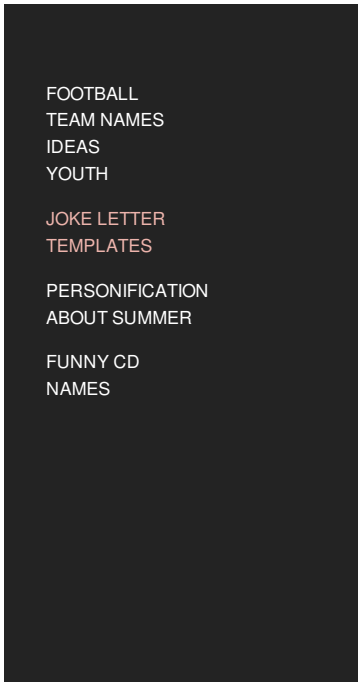 FOOTBALL
TEAM NAMES
IDEAS
YOUTH
JOKE LETTER
TEMPLATES
PERSONIFICATION
ABOUT SUMMER
FUNNY CD
NAMES